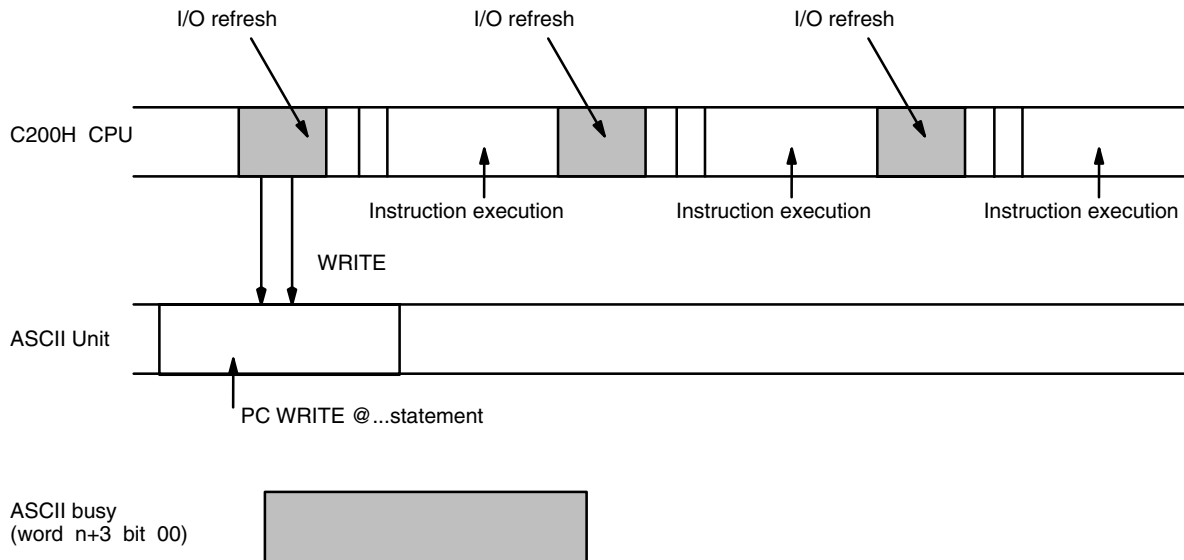 I/O refresh
I/O refresh
I/O refresh
C200H CPU
Instruction execution
Instruction execution
Instruction execution
WRITE
ASCII Unit
PC WRITE @...statement
ASCII busy
(word n+3 bit 00)